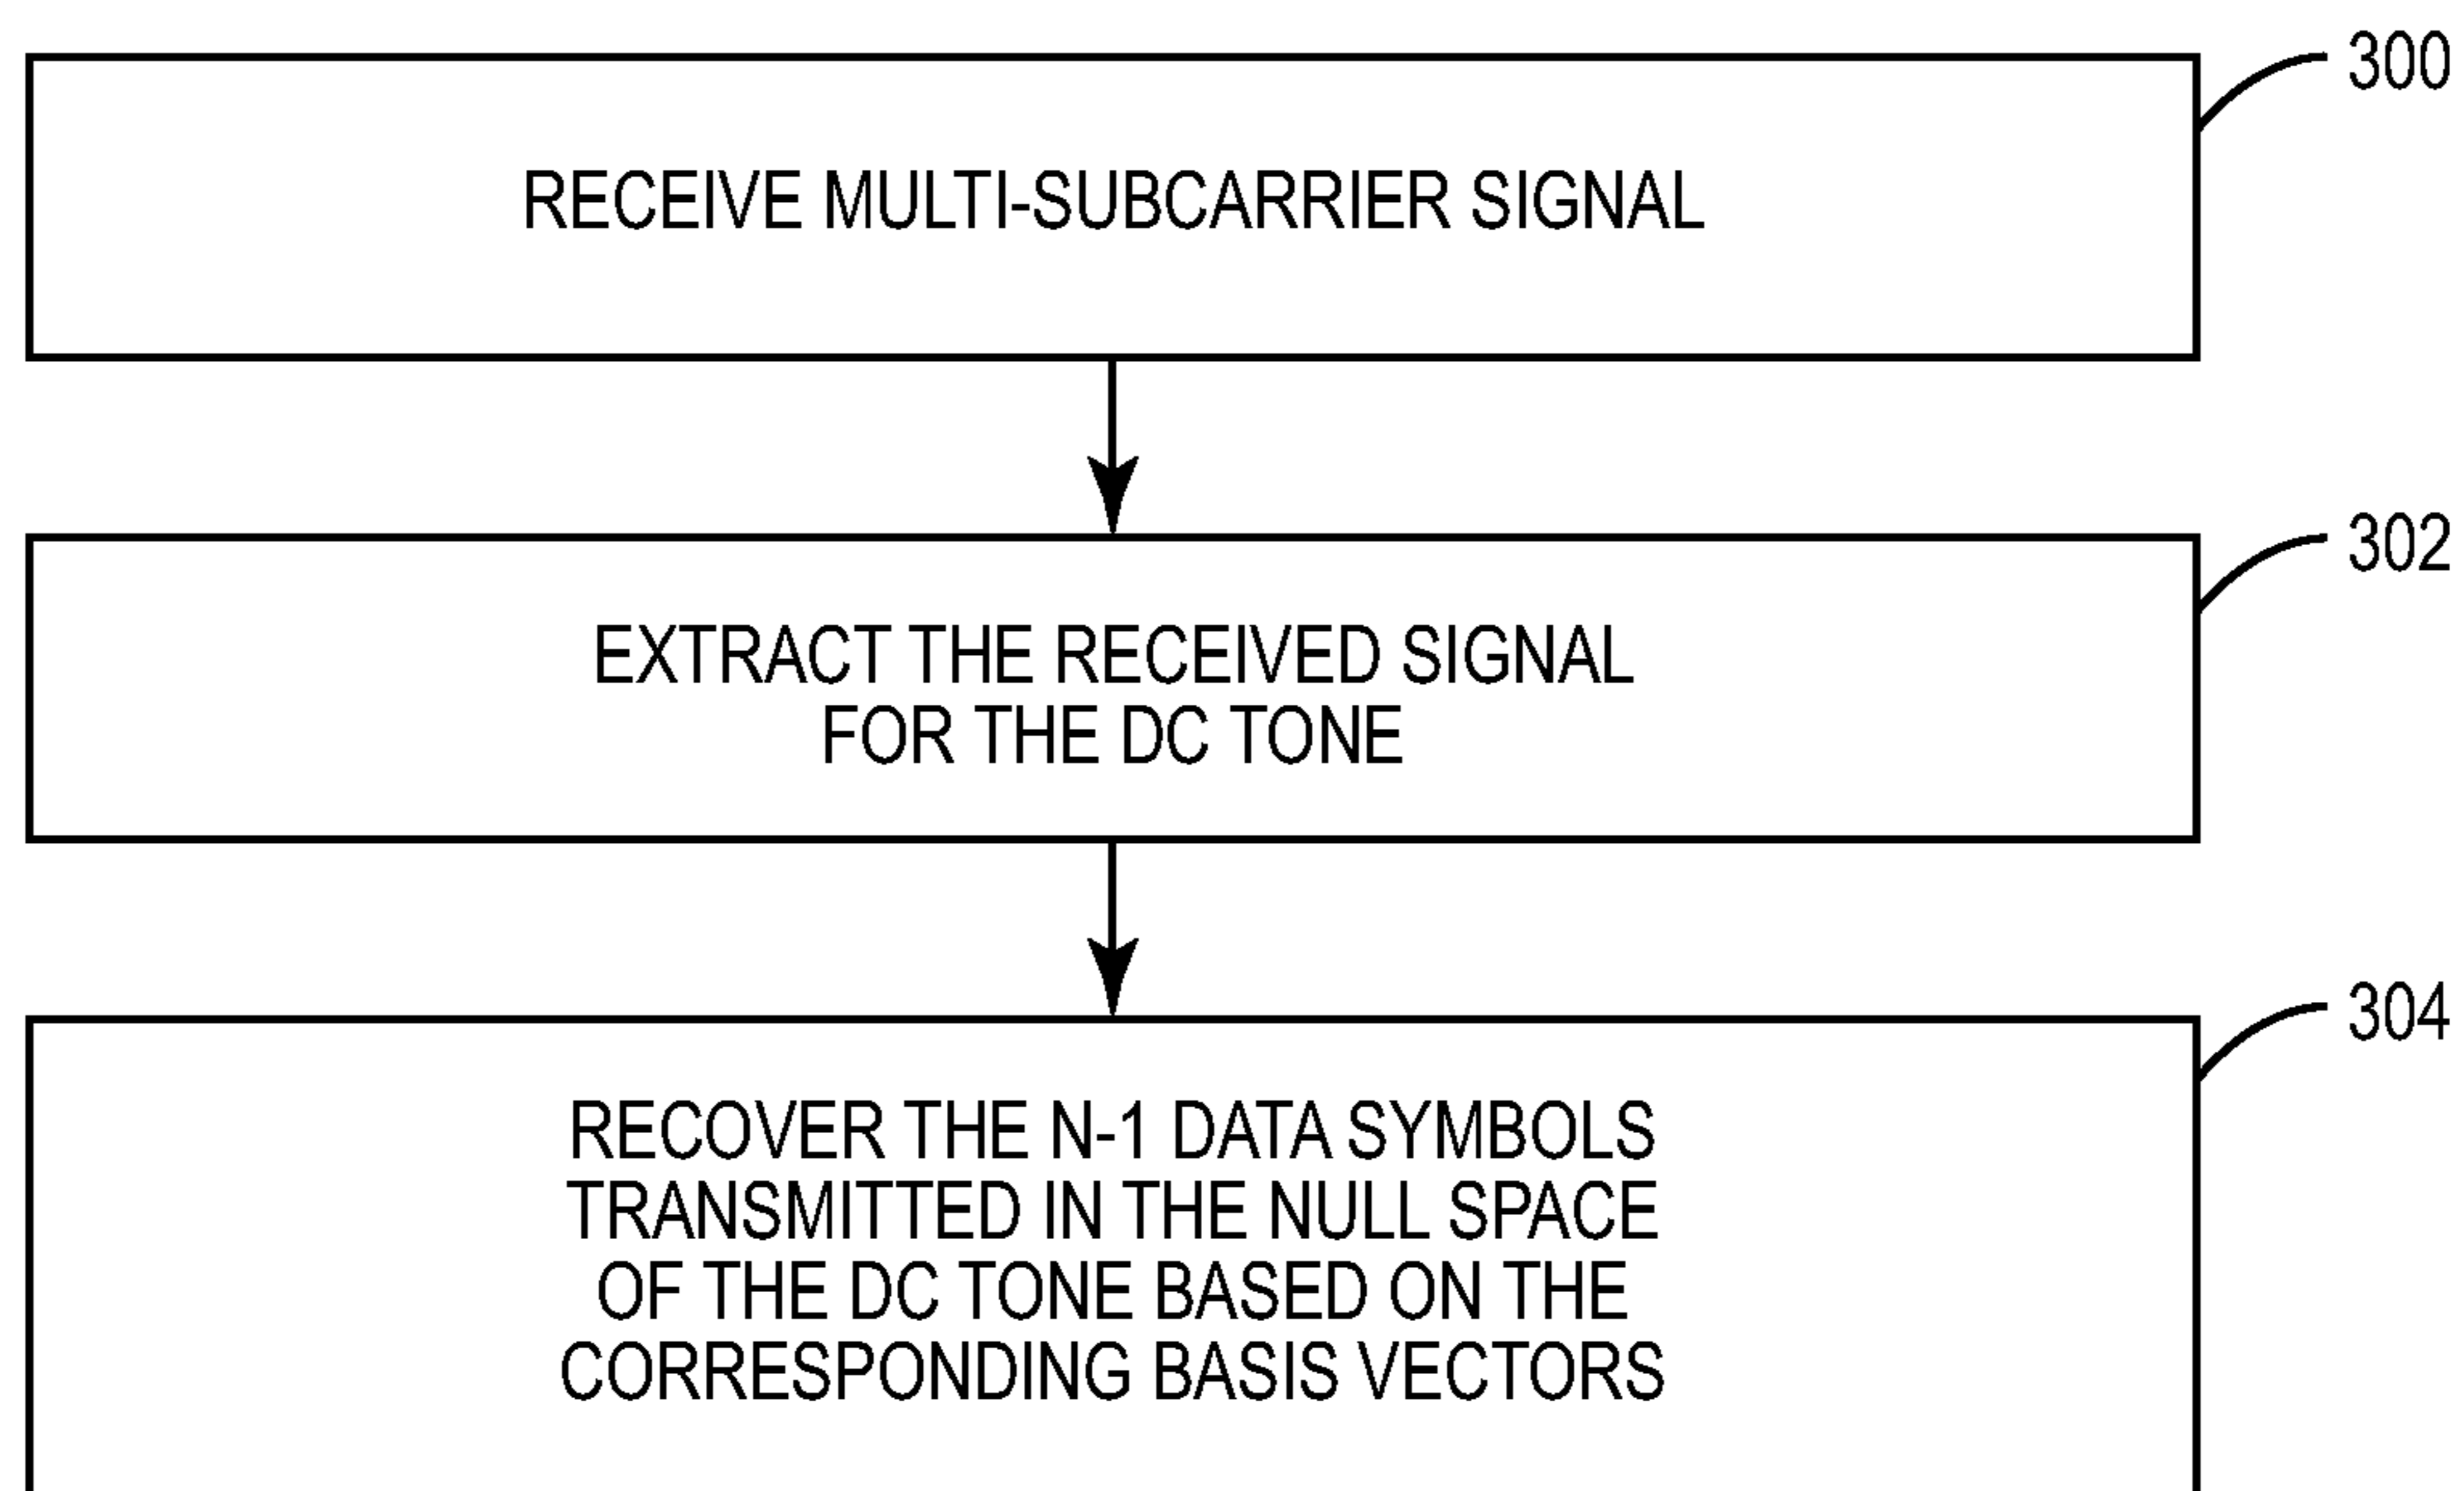 300
RECEIVE MULTI-SUBCARRIER SIGNAL
302
EXTRACT THE RECEIVED SIGNAL
FOR THE DC TONE
304
RECOVER THE N-1 DATA SYMBOLS
TRANSMITTED IN THE NULL SPACE
OF THE DC TONE BASED ON THE
CORRESPONDING BASIS VECTORS